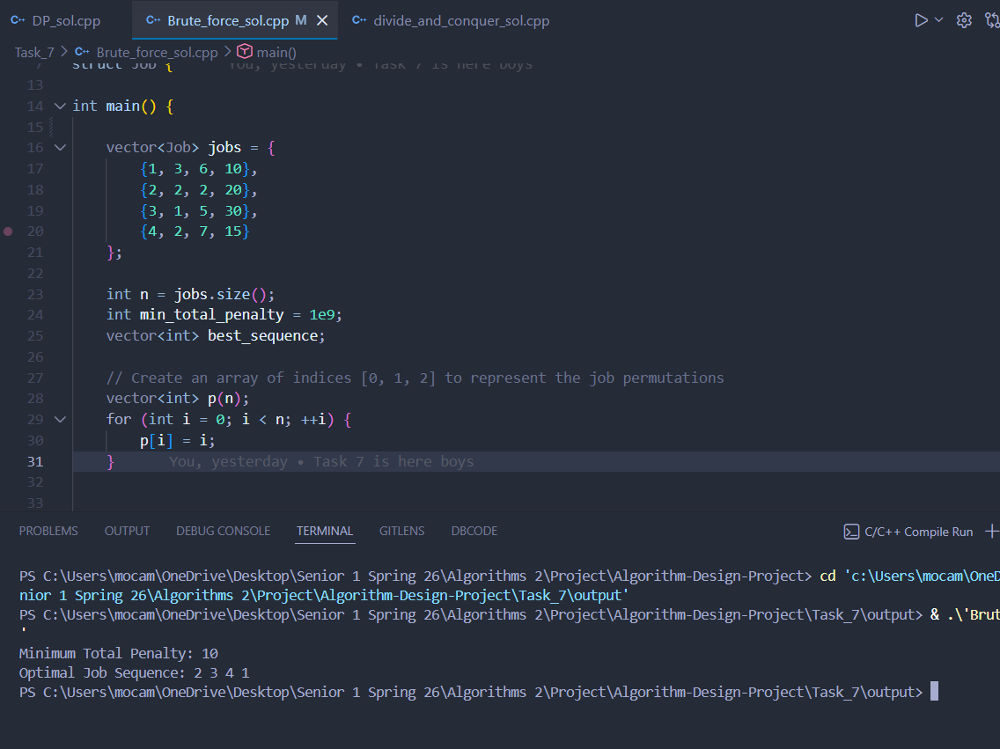 DP_sol.cpp Brute_force_sol.cpp M divide_and_conquer_sol.cpp
Task_7 > Brute_force_sol.cpp > main()
7 struct Job { You, yesterday • Task 7 is here boys
13
14 int main() {
15
16 vector<Job> jobs = {
17 {1, 3, 6, 10},
18 {2, 2, 2, 20},
19 {3, 1, 5, 30},
20 {4, 2, 7, 15}
21 };
22
23 int n = jobs.size();
24 int min_total_penalty = 1e9;
25 vector<int> best_sequence;
26
27 // Create an array of indices [0, 1, 2] to represent the job permutations
28 vector<int> p(n);
29 for (int i = 0; i < n; ++i) {
30 p[i] = i;
31 } You, yesterday • Task 7 is here boys
32
33
PROBLEMS OUTPUT DEBUG CONSOLE TERMINAL GITLENS DBCODE C/C++ Compile Run
PS C:\Users\mocam\OneDrive\Desktop\Senior 1 Spring 26\Algorithms 2\Project\Algorithm-Design-Project> cd 'c:\Users\mocam\OneD
nior 1 Spring 26\Algorithms 2\Project\Algorithm-Design-Project\Task_7\output'
PS C:\Users\mocam\OneDrive\Desktop\Senior 1 Spring 26\Algorithms 2\Project\Algorithm-Design-Project\Task_7\output> & .\'Brut
'
Minimum Total Penalty: 10
Optimal Job Sequence: 2 3 4 1
PS C:\Users\mocam\OneDrive\Desktop\Senior 1 Spring 26\Algorithms 2\Project\Algorithm-Design-Project\Task_7\output>